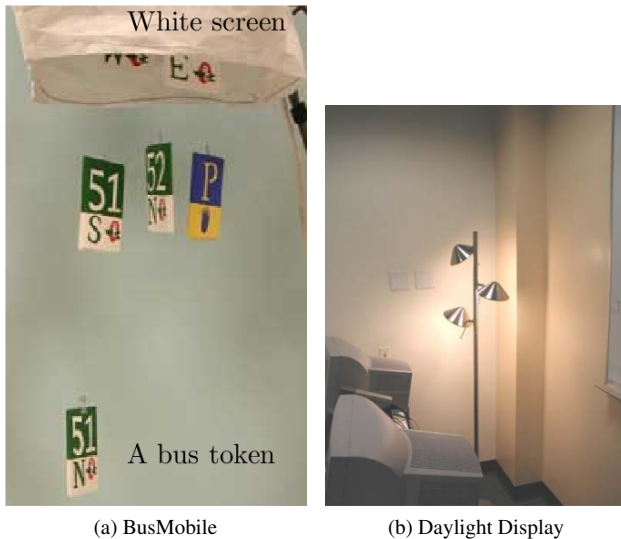 White screen
W
E
51
S
52
N
P
51
N
A bus token
(a) BusMobile
(b) Daylight Display